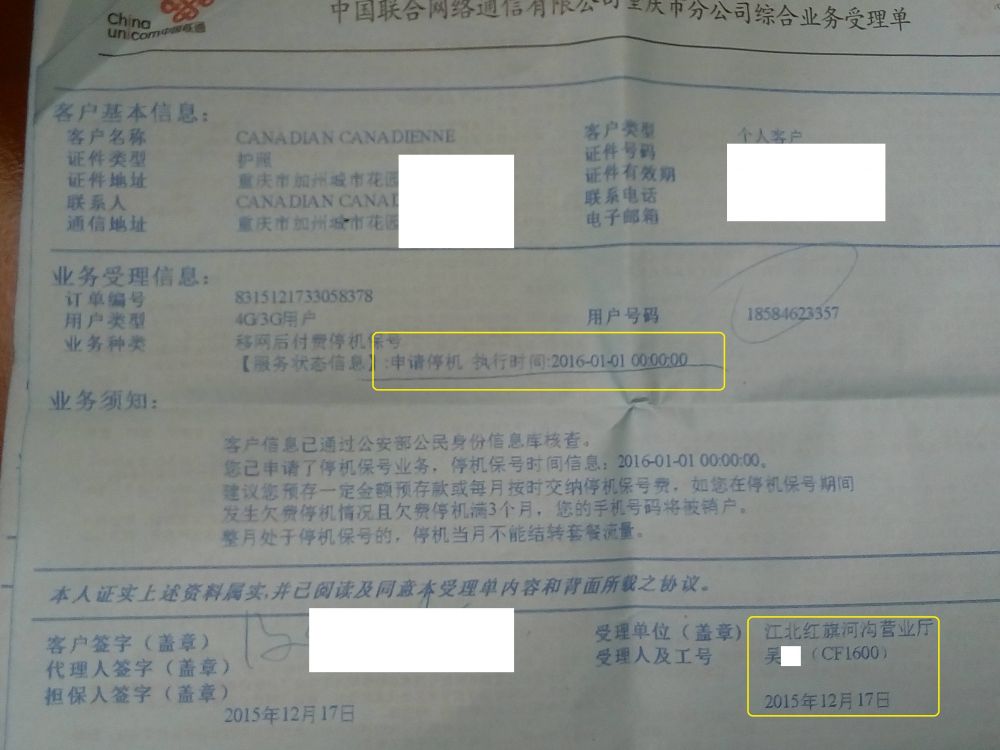 China
unicom中国联通
中国联合网络通信有限公司重庆市分公司综合业务受理单
客户基本信息：
客户名称 CANADIAN CANADIENNE 客户类型 个人客户
证件类型 护照 证件号码
证件地址 重庆市加州城市花园 证件有效期
联系人 CANADIAN CANAD 联系电话
通信地址 重庆市加州城市花园 电子邮箱
业务受理信息：
订单编号 8315121733058378
用户类型 4G/3G用户 用户号码 18584623357
业务种类 移网后付费停机保号
【服务状态信息】:申请停机 执行时间:2016-01-01 00:00:00
业务须知：
客户信息已通过公安部公民身份信息库核查。
您已申请了停机保号业务，停机保号时间信息：2016-01-01 00:00:00。
建议您预存一定金额预存款或每月按时交纳停机保号费，如您在停机保号期间
发生欠费停机情况且欠费停机满3个月，您的手机号码将被销户。
整月处于停机保号的，停机当月不能结转套餐流量。
本人证实上述资料属实,并已阅读及同意本受理单内容和背面所载之协议。
客户签字（盖章） 受理单位（盖章） 江北红旗河沟营业厅
代理人签字（盖章） 受理人及工号 吴 （CF1600）
担保人签字（盖章）
2015年12月17日 2015年12月17日